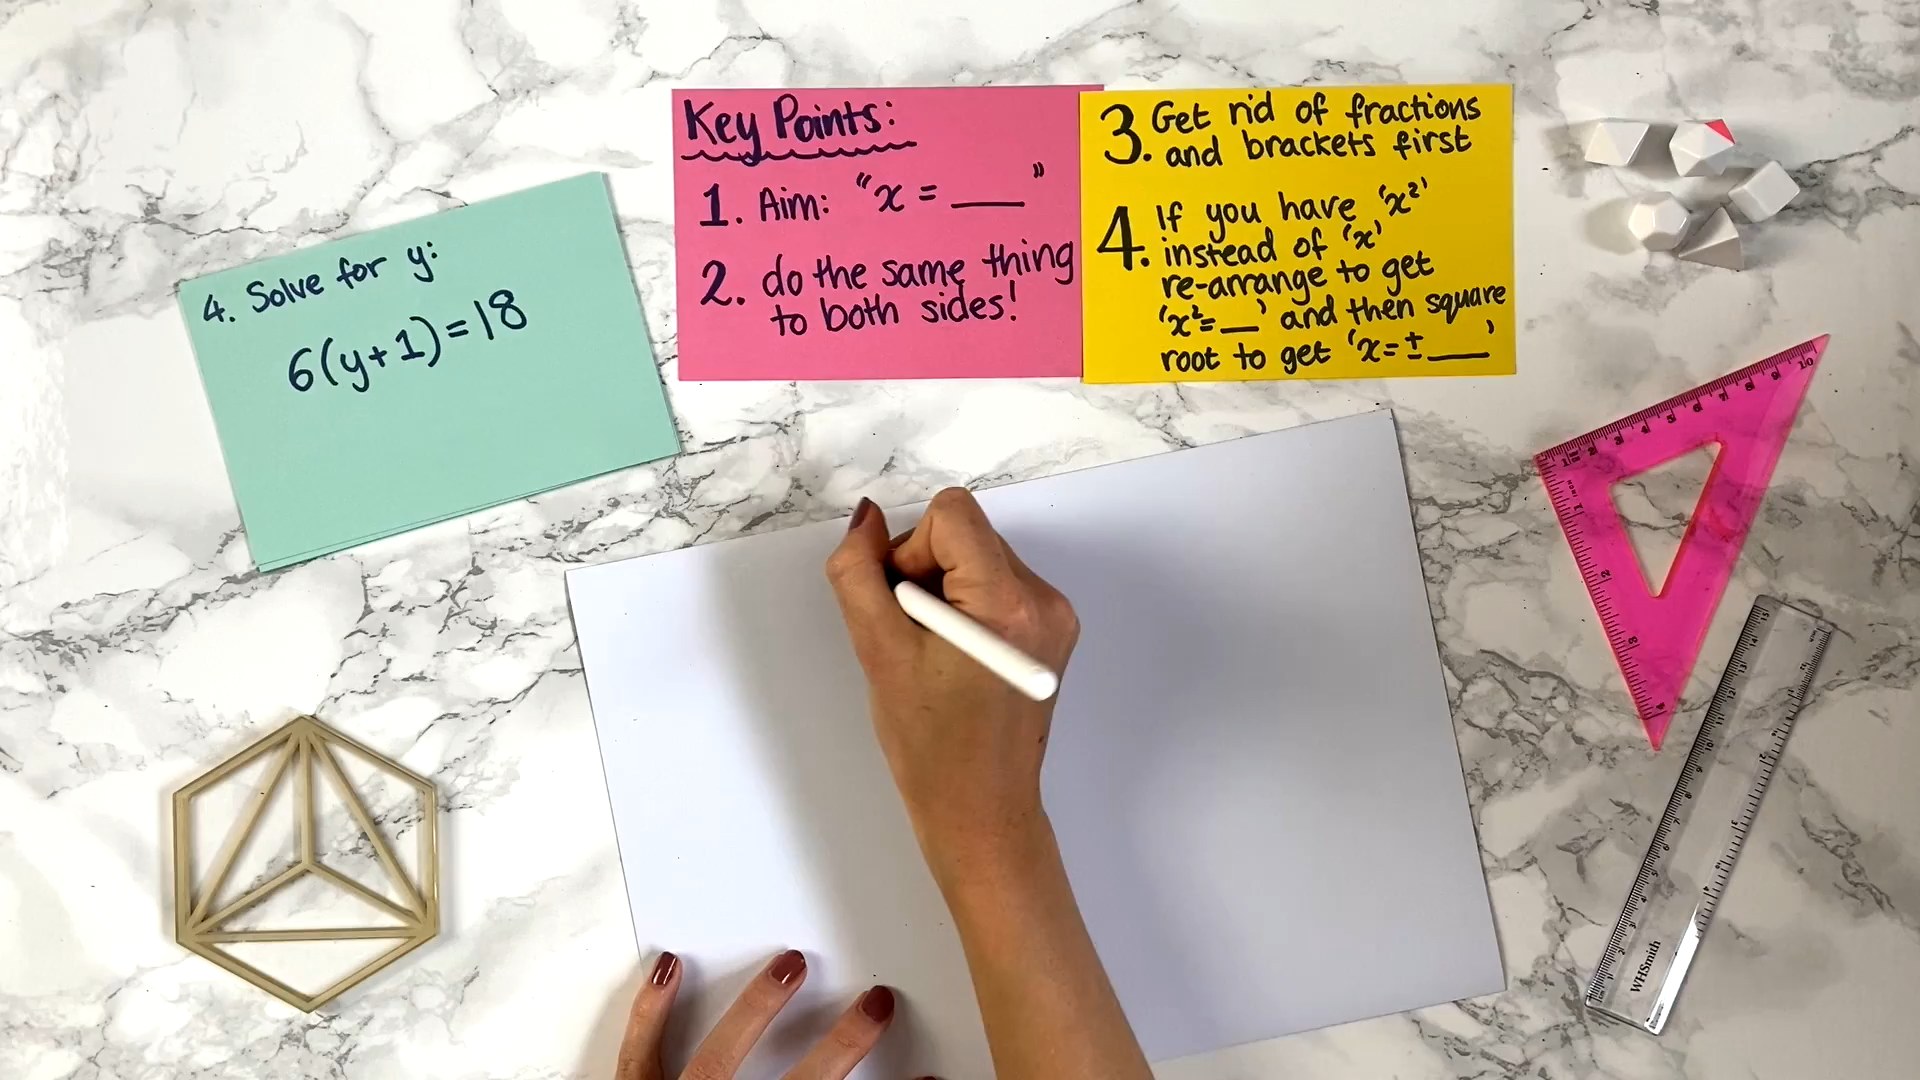 4. Solve for y:
6(y+1)=18
Key Points:
1. Aim: “x = ___”
2. do the same thing
to both sides!
3. Get rid of fractions
and brackets first
4. If you have ‘x²’
instead of ‘x’
re-arrange to get
‘x²=__’ and then square
root to get ‘x=±___’
WHSmith